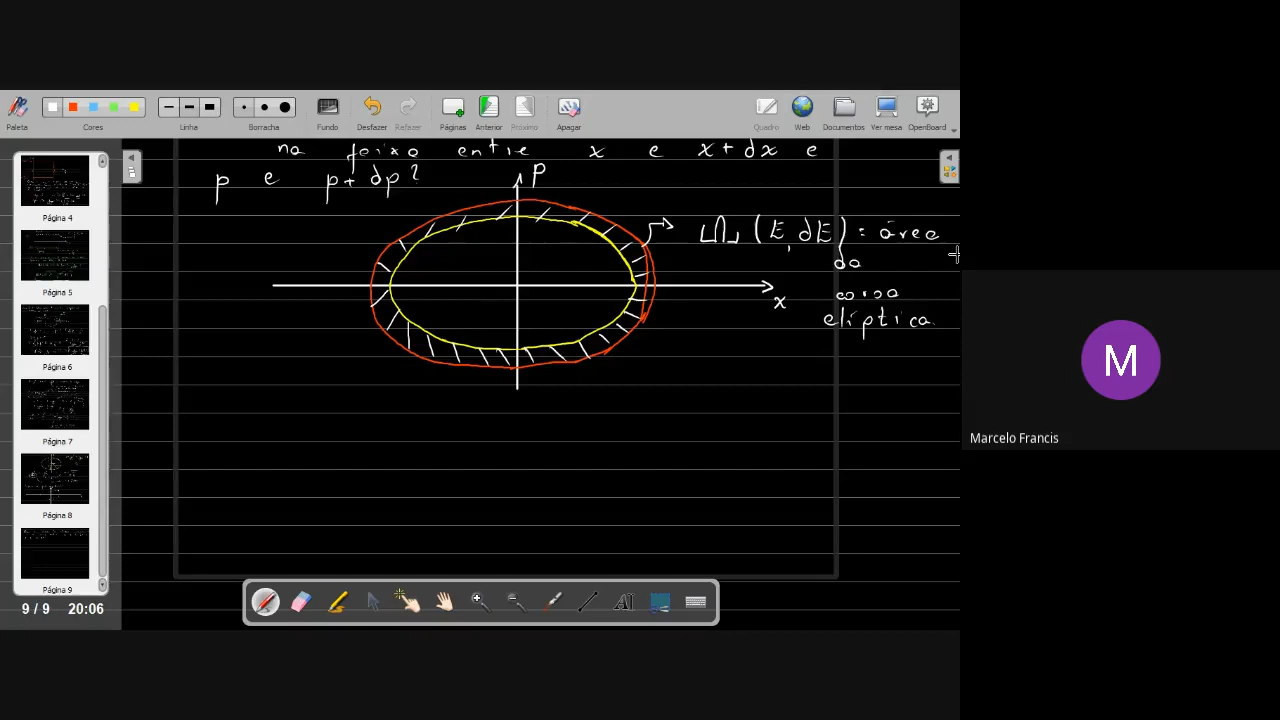 Paleta
Cores
Linha
Borracha
Fundo
Desfazer
Refazer
Páginas
Anterior
Próximo
Apagar
Quadro
Web
Documentos
Ver mesa
OpenBoard
na faixa entre x e x+dx e
p e p+dp?
P
(E, dE) = área
da
coroa
elíptica.
x
Página 4
Página 5
Página 6
Página 7
Página 8
Página 9
9 / 9 20:06
M
Marcelo Francis